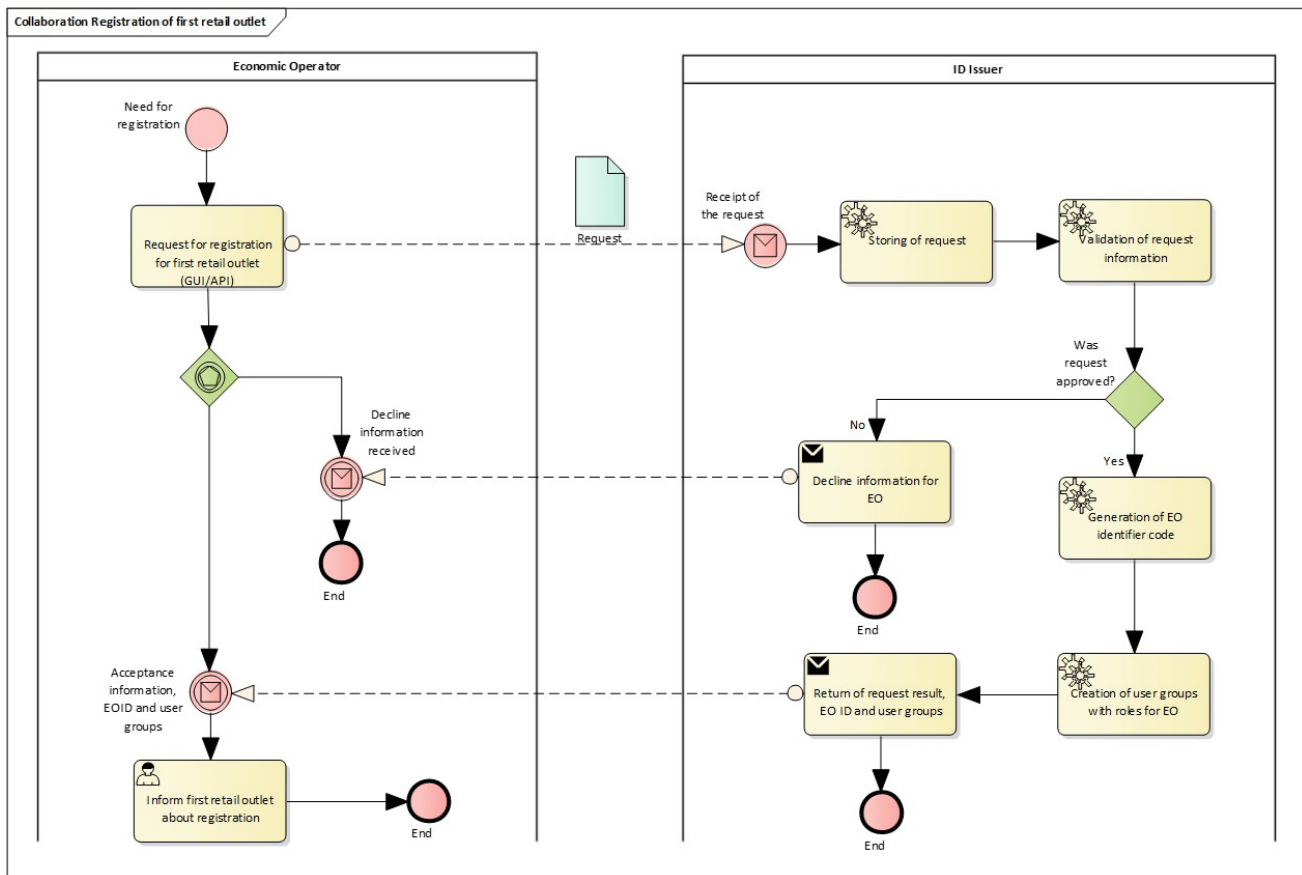 Collaboration Registration of first retail outlet
Economic Operator
Need for
registration
Request for registration
for first retail outlet
(GUI/API)
Decline
information
received
End
Acceptance
information,
EOID and user
groups
Inform first retail outlet
about registration
End
Request
ID Issuer
Receipt of
the request
Storing of request
Validation of request
information
Was
request
approved?
No
Yes
Decline information for
EO
End
Generation of EO
identifier code
Creation of user groups
with roles for EO
Return of request result,
EO ID and user groups
End